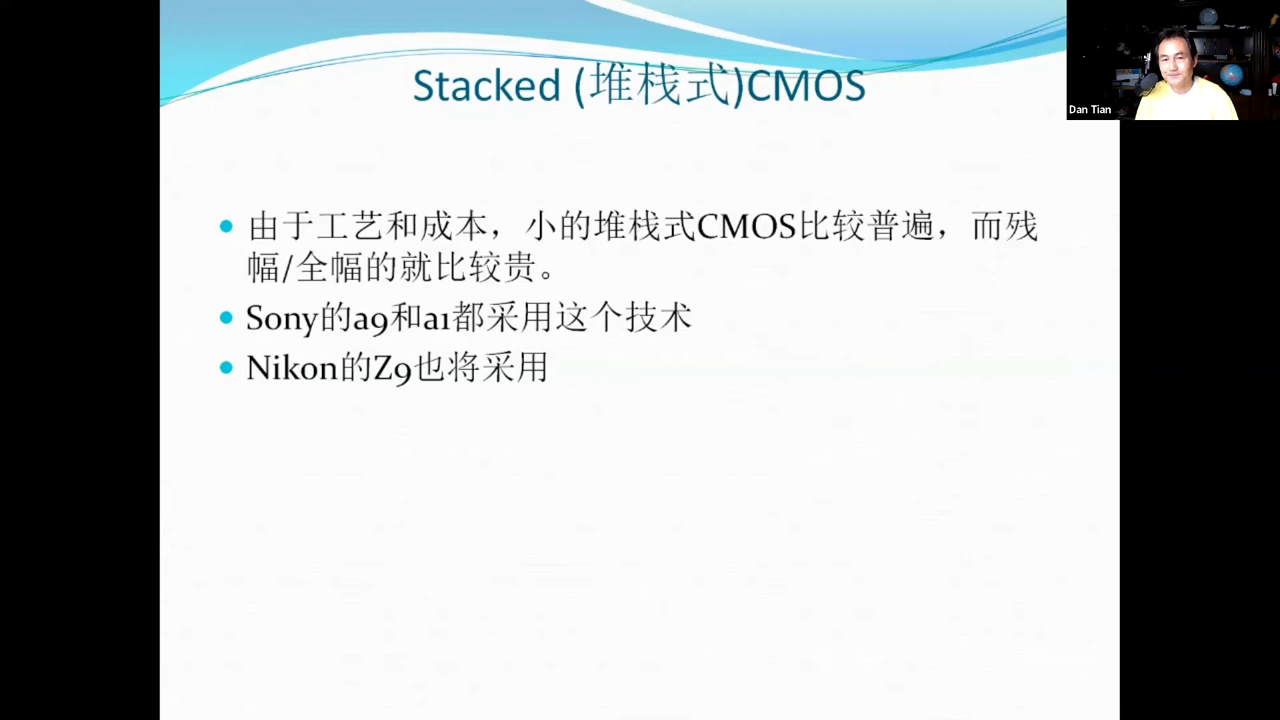 Stacked (堆栈式)CMOS
Dan Tian
由于工艺和成本，小的堆栈式CMOS比较普遍，而残
幅/全幅的就比较贵。
Sony的a9和a1都采用这个技术
Nikon的Z9也将采用